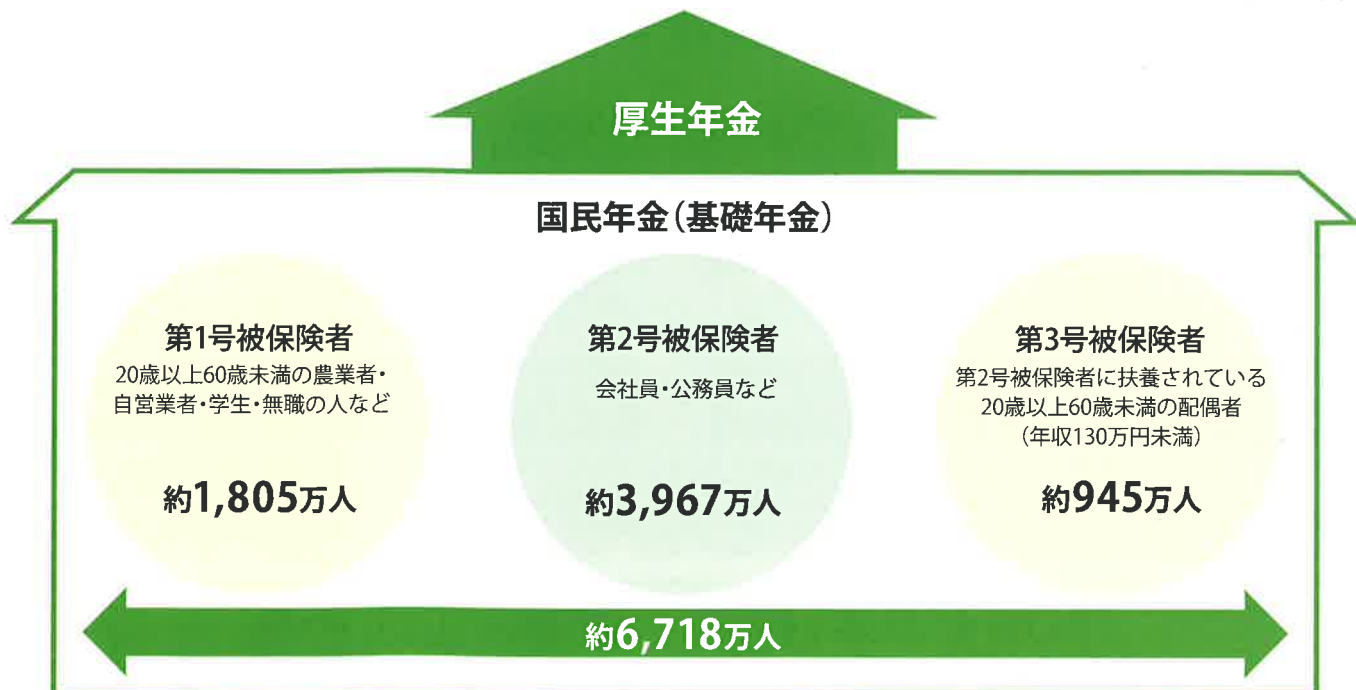 厚生年金
国民年金(基礎年金)
第1号被保険者
20歳以上60歳未満の農業者・
自営業者・学生・無職の人など
約1,805万人
第2号被保険者
会社員・公務員など
約3,967万人
第3号被保険者
第2号被保険者に扶養されている
20歳以上60歳未満の配偶者
(年収130万円未満)
約945万人
約6,718万人